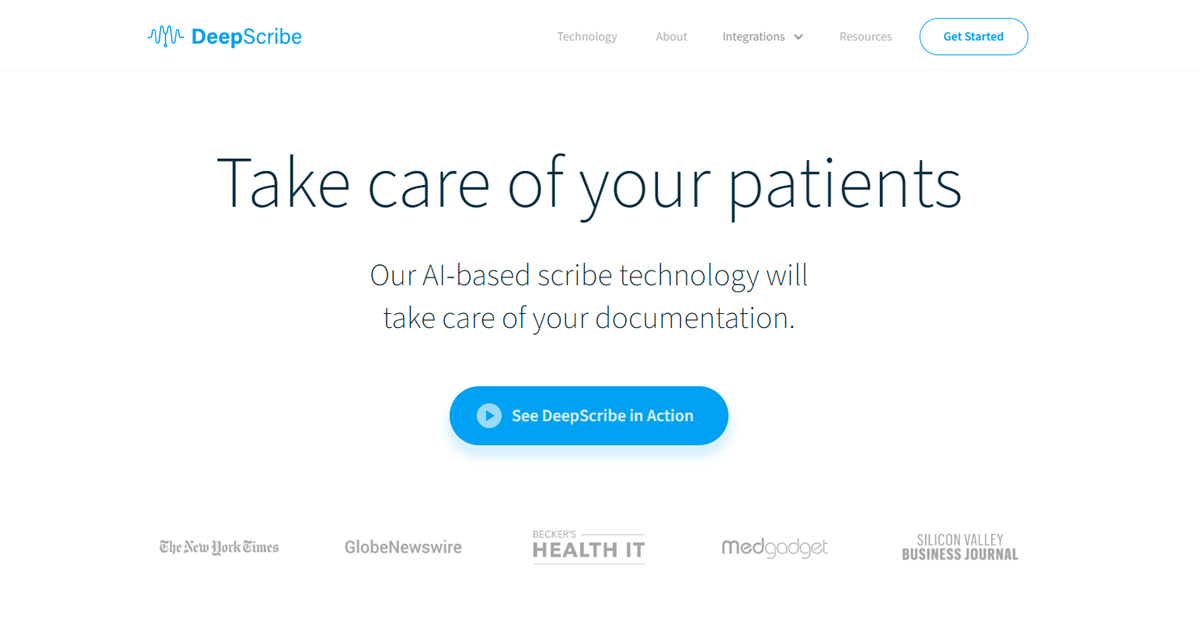 DeepScribe
Technology About Integrations Resources Get Started
Take care of your patients
Our AI-based scribe technology will
take care of your documentation.
See DeepScribe in Action
The New York Times
GlobeNewswire
BECKER'S
HEALTH IT
medgadget
SILICON VALLEY
BUSINESS JOURNAL